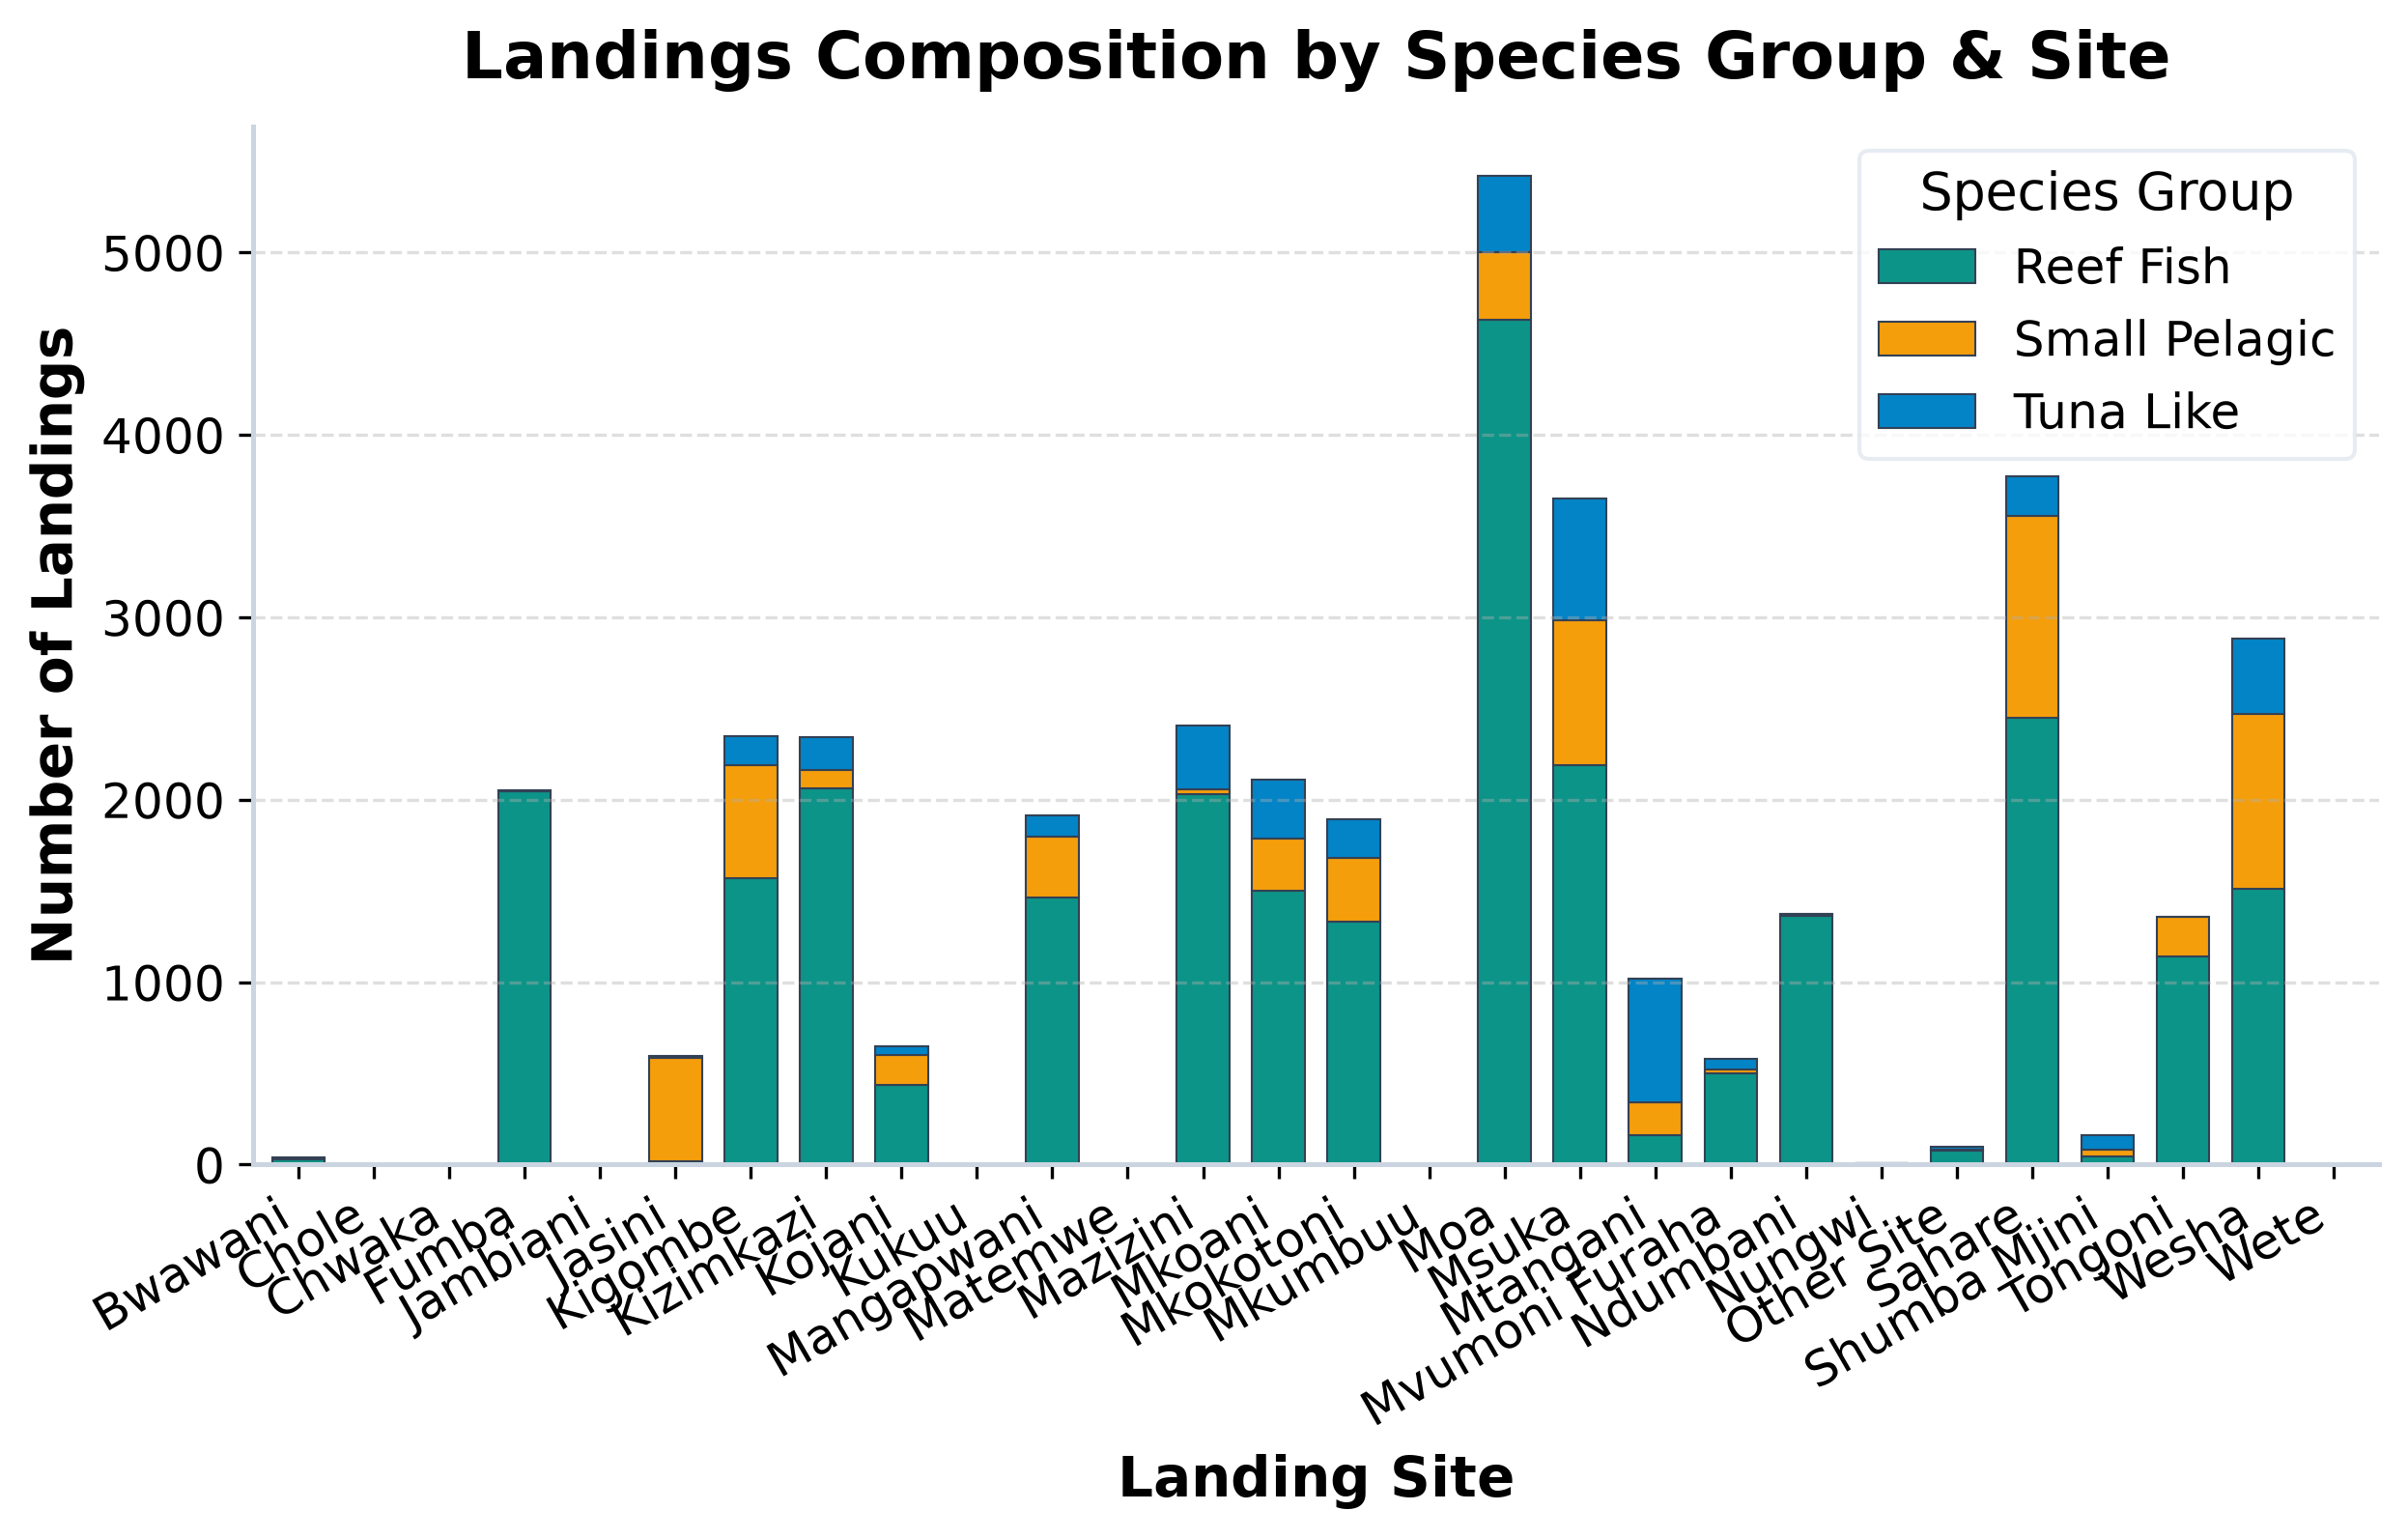 Landings Composition by Species Group & Site
Species Group
Reef Fish
Small Pelagic
Tuna Like
Number of Landings
5000
4000
3000
2000
1000
0
Bwawani
Chole
Chwaka
Fumba
Jambiani
Jasini
Kigombe
Kizimkazi
Kojani
Kukuu
Mangapwani
Matemwe
Mazizini
Mkoani
Mkokotoni
Mkumbuu
Moa
Msuka
Mtangani
Mvumoni Furaha
Ndumbani
Nungwi
Other Site
Sahare
Shumba Mjini
Tongoni
Wesha
Wete
Landing Site